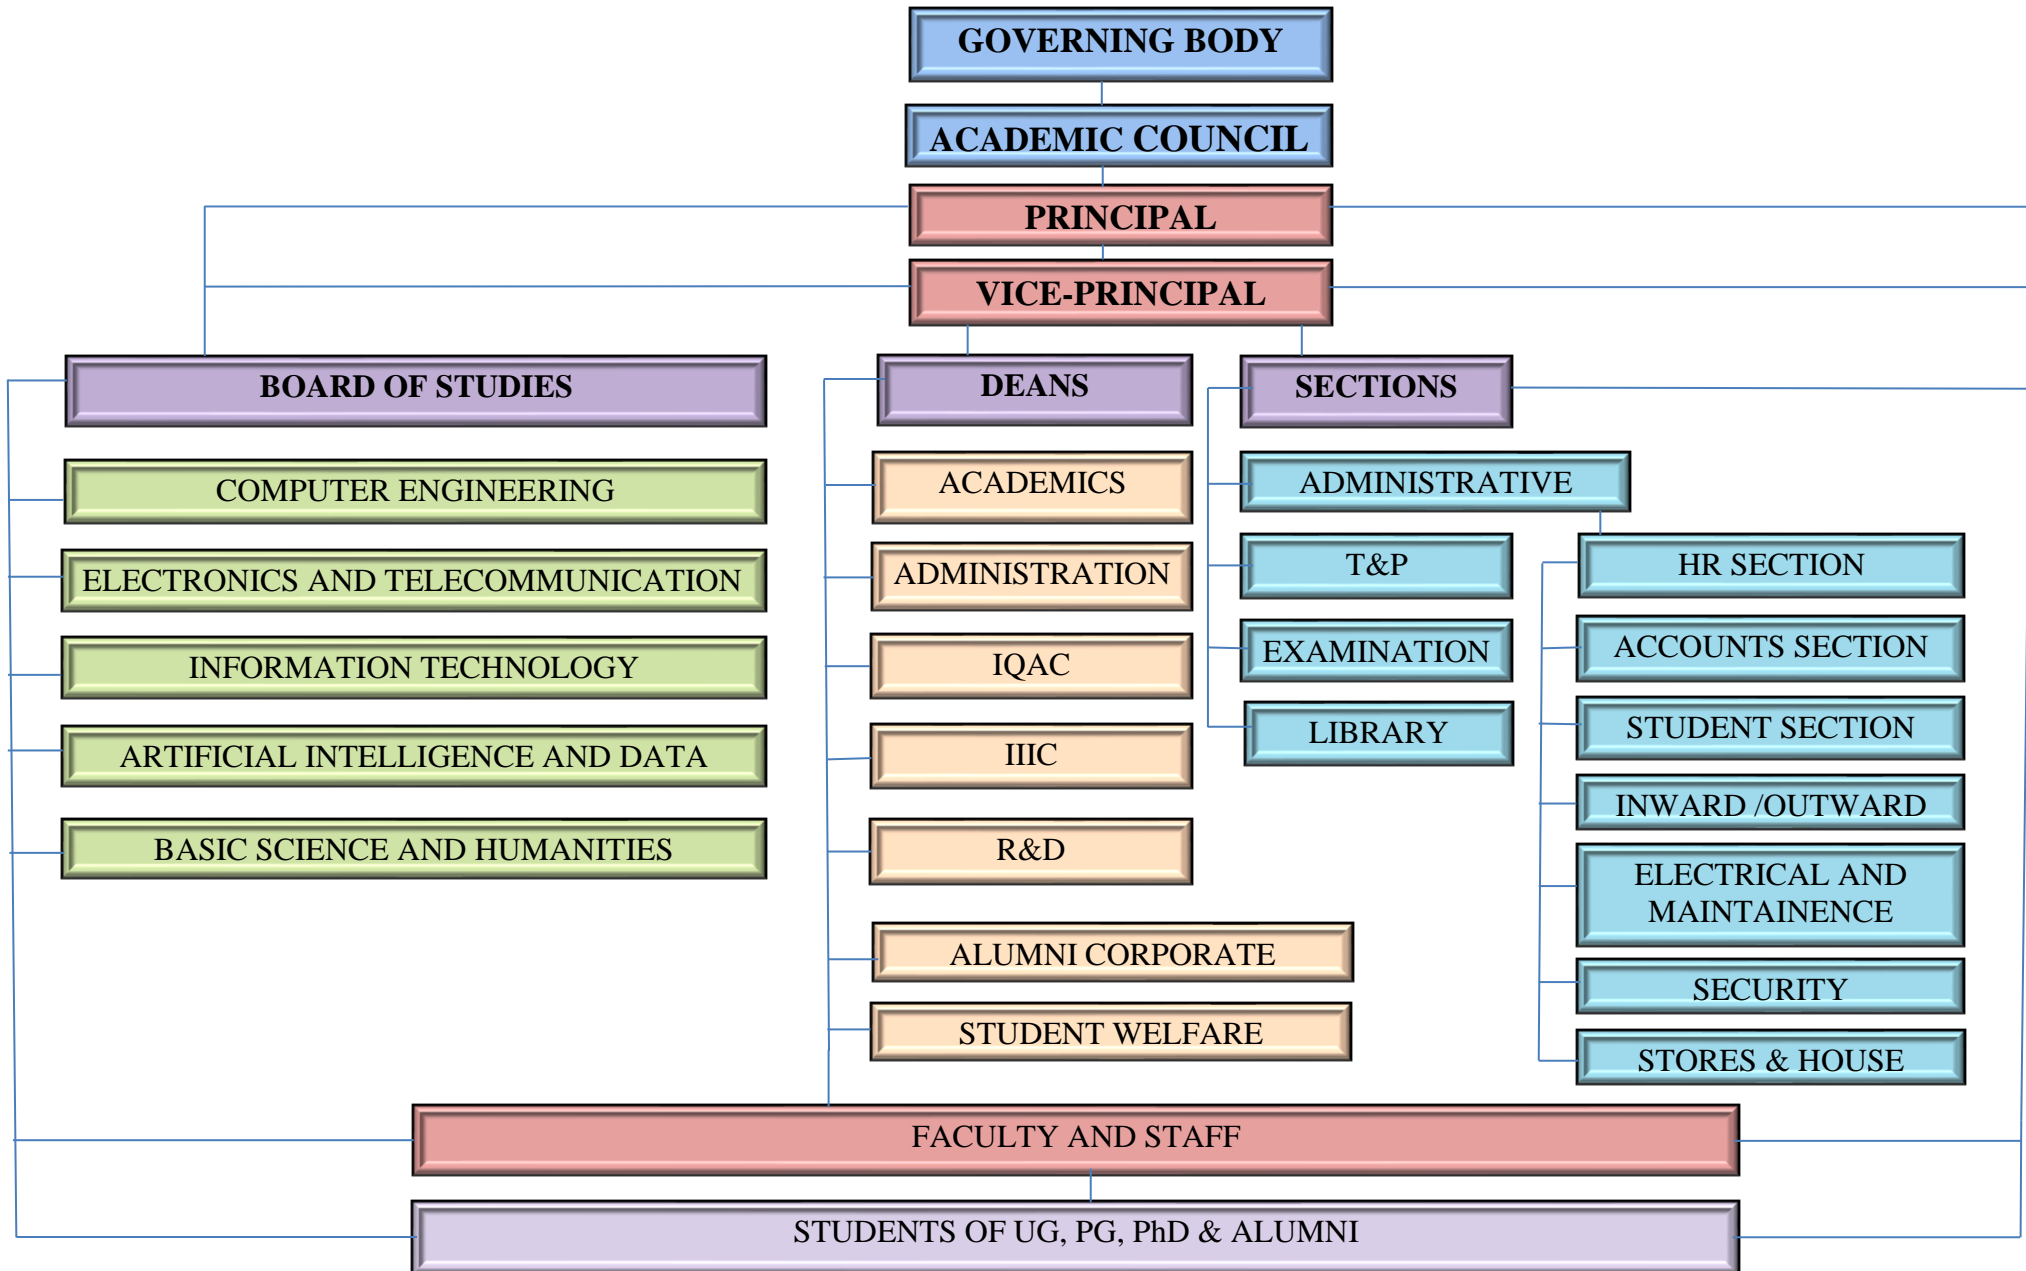 GOVERNING BODY
ACADEMIC COUNCIL
PRINCIPAL
VICE-PRINCIPAL
BOARD OF STUDIES
COMPUTER ENGINEERING
ELECTRONICS AND TELECOMMUNICATION
INFORMATION TECHNOLOGY
ARTIFICIAL INTELLIGENCE AND DATA
BASIC SCIENCE AND HUMANITIES
DEANS
ACADEMICS
ADMINISTRATION
IQAC
IIIC
R&D
ALUMNI CORPORATE
STUDENT WELFARE
SECTIONS
ADMINISTRATIVE
T&P
EXAMINATION
LIBRARY
HR SECTION
ACCOUNTS SECTION
STUDENT SECTION
INWARD /OUTWARD
ELECTRICAL AND
MAINTAINENCE
SECURITY
STORES & HOUSE
FACULTY AND STAFF
STUDENTS OF UG, PG, PhD & ALUMNI